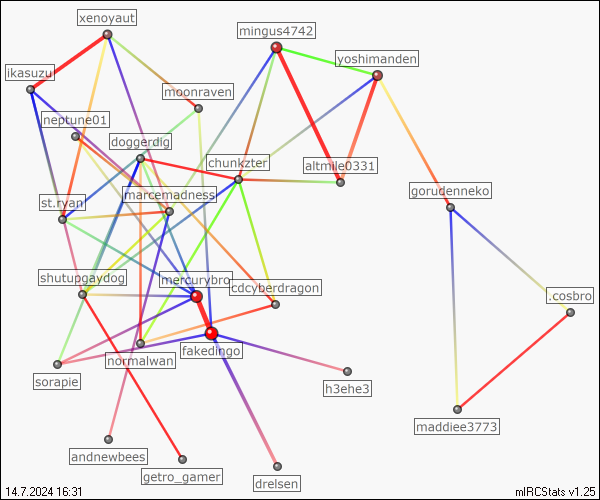 xenoyaut
mingus4742
yoshimanden
ikasuzu
moonraven
neptune01
doggerdig
chunkzter
altmile0331
gorudenneko
marcemadness
st.ryan
mercurybro
shutupgaydog
cdcyberdragon
.cosbro
fakedingo
normalwan
sorapie
h3ehe3
maddiee3773
andnewbees
getro_gamer
drelsen
14.7.2024 16:31
mIRCStats v1.25